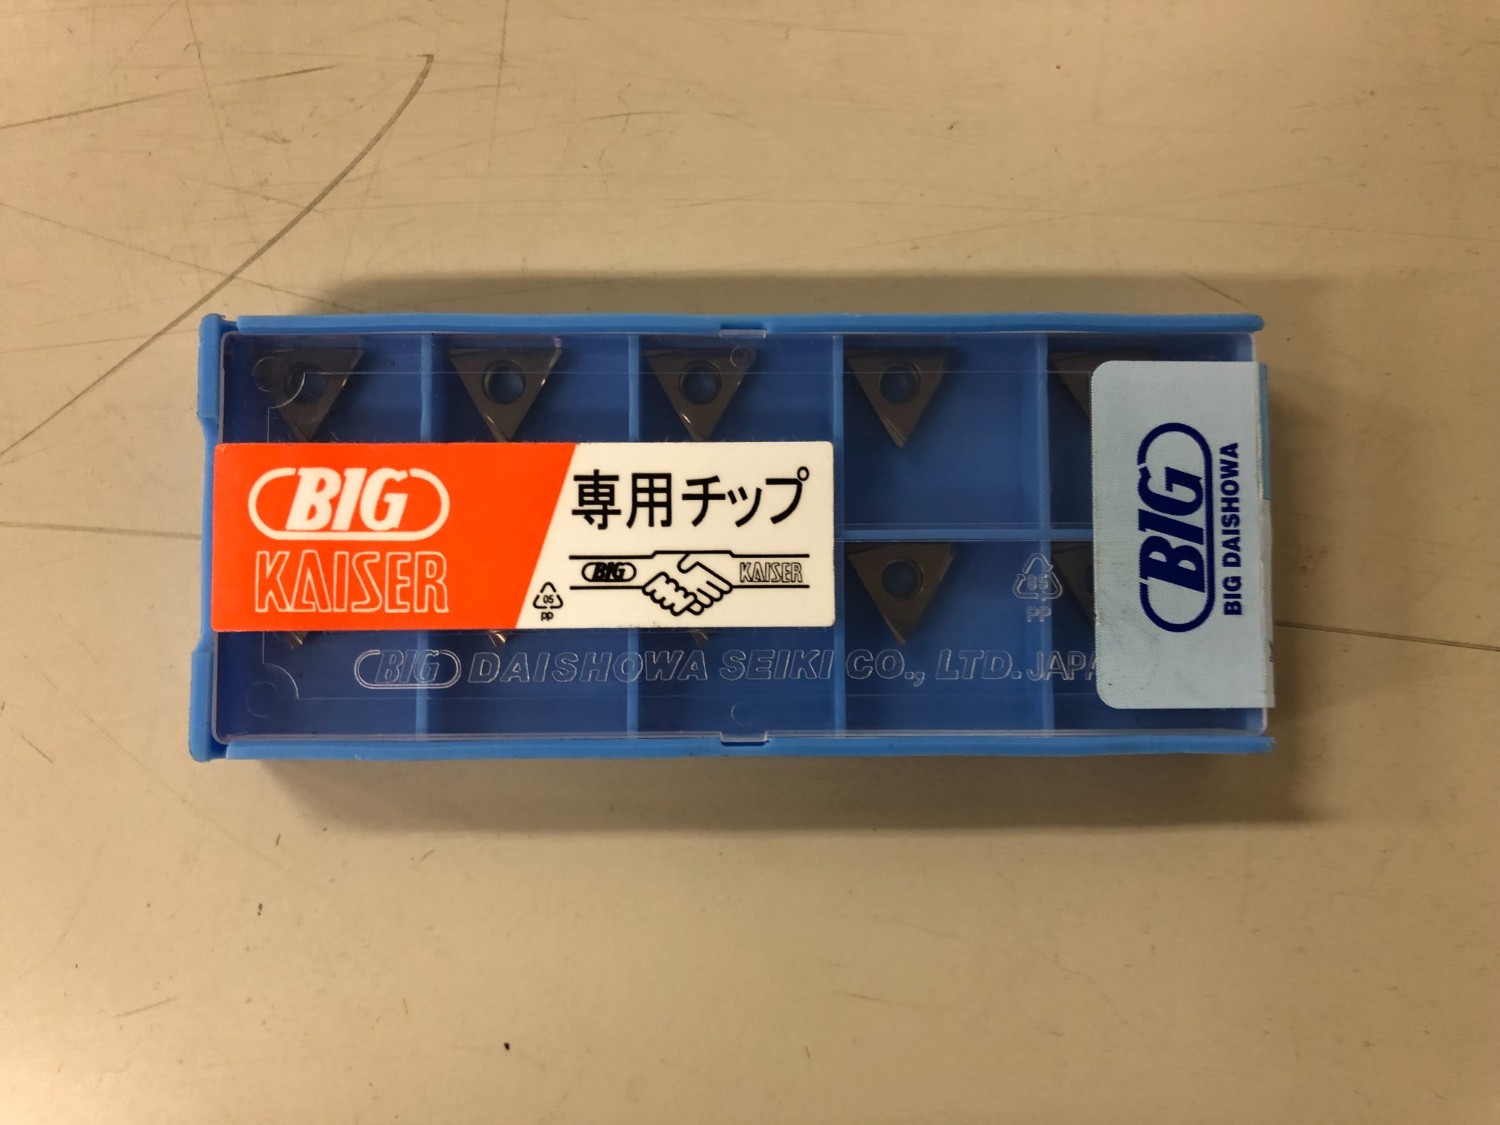 BIG
KAISER
専用チップ
BIG
KAISER
05
PP
BIG DAISHOWA SEIKI CO., LTD. JAPA
05
PP
BIG
BIG DAISHOWA